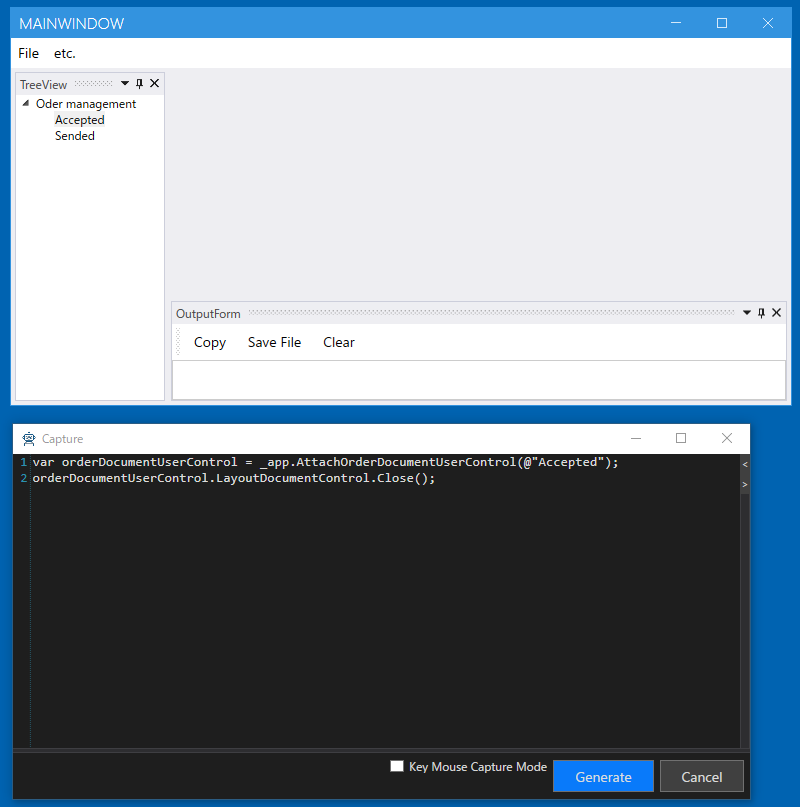 MAINWINDOW
File etc.
TreeView
Oder management
Accepted
Sended
OutputForm
Copy Save File Clear
Capture
1 var orderDocumentUserControl = _app.AttachOrderDocumentUserControl(@"Accepted");
2 orderDocumentUserControl.LayoutDocumentControl.Close();
<
>
Key Mouse Capture Mode
Generate
Cancel